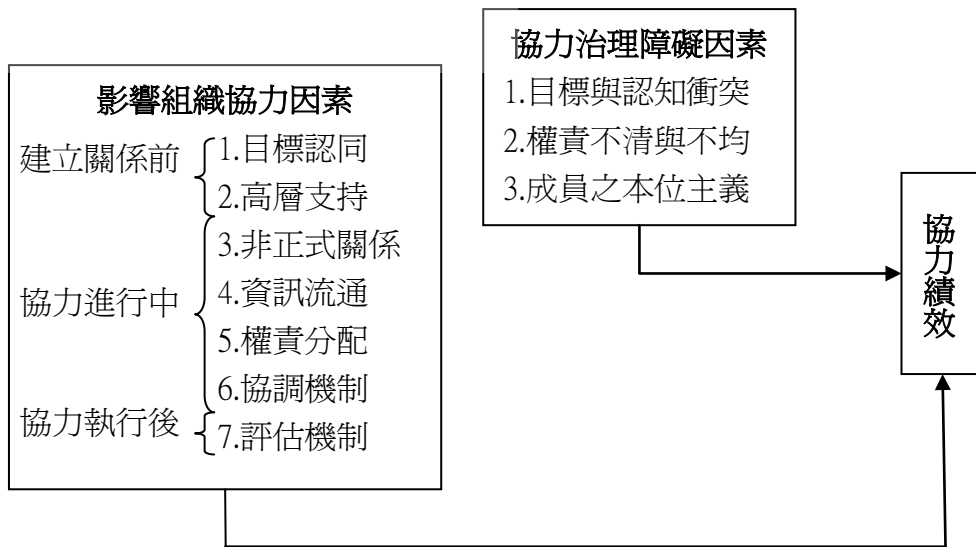 影響組織協力因素
建立關係前
1.目標認同
2.高層支持
協力進行中
3.非正式關係
4.資訊流通
5.權責分配
6.協調機制
協力執行後
7.評估機制
協力治理障礙因素
1.目標與認知衝突
2.權責不清與不均
3.成員之本位主義
協力績效